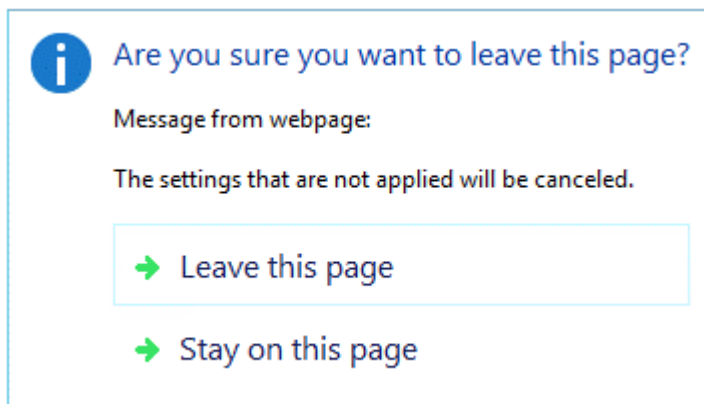 Are you sure you want to leave this page?
Message from webpage:
The settings that are not applied will be canceled.
Leave this page
Stay on this page